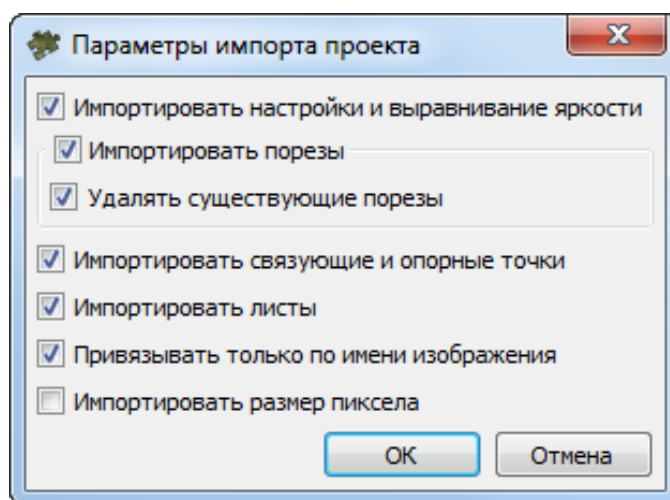 Параметры импорта проекта
Импортировать настройки и выравнивание яркости
Импортировать порезы
Удалять существующие порезы
Импортировать связующие и опорные точки
Импортировать листы
Привязывать только по имени изображения
Импортировать размер пиксела
OK
Отмена